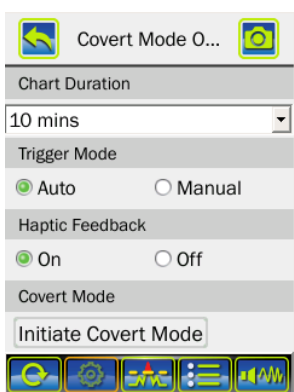 Covert Mode O...
Chart Duration
10 mins
Trigger Mode
Auto Manual
Haptic Feedback
On Off
Covert Mode
Initiate Covert Mode